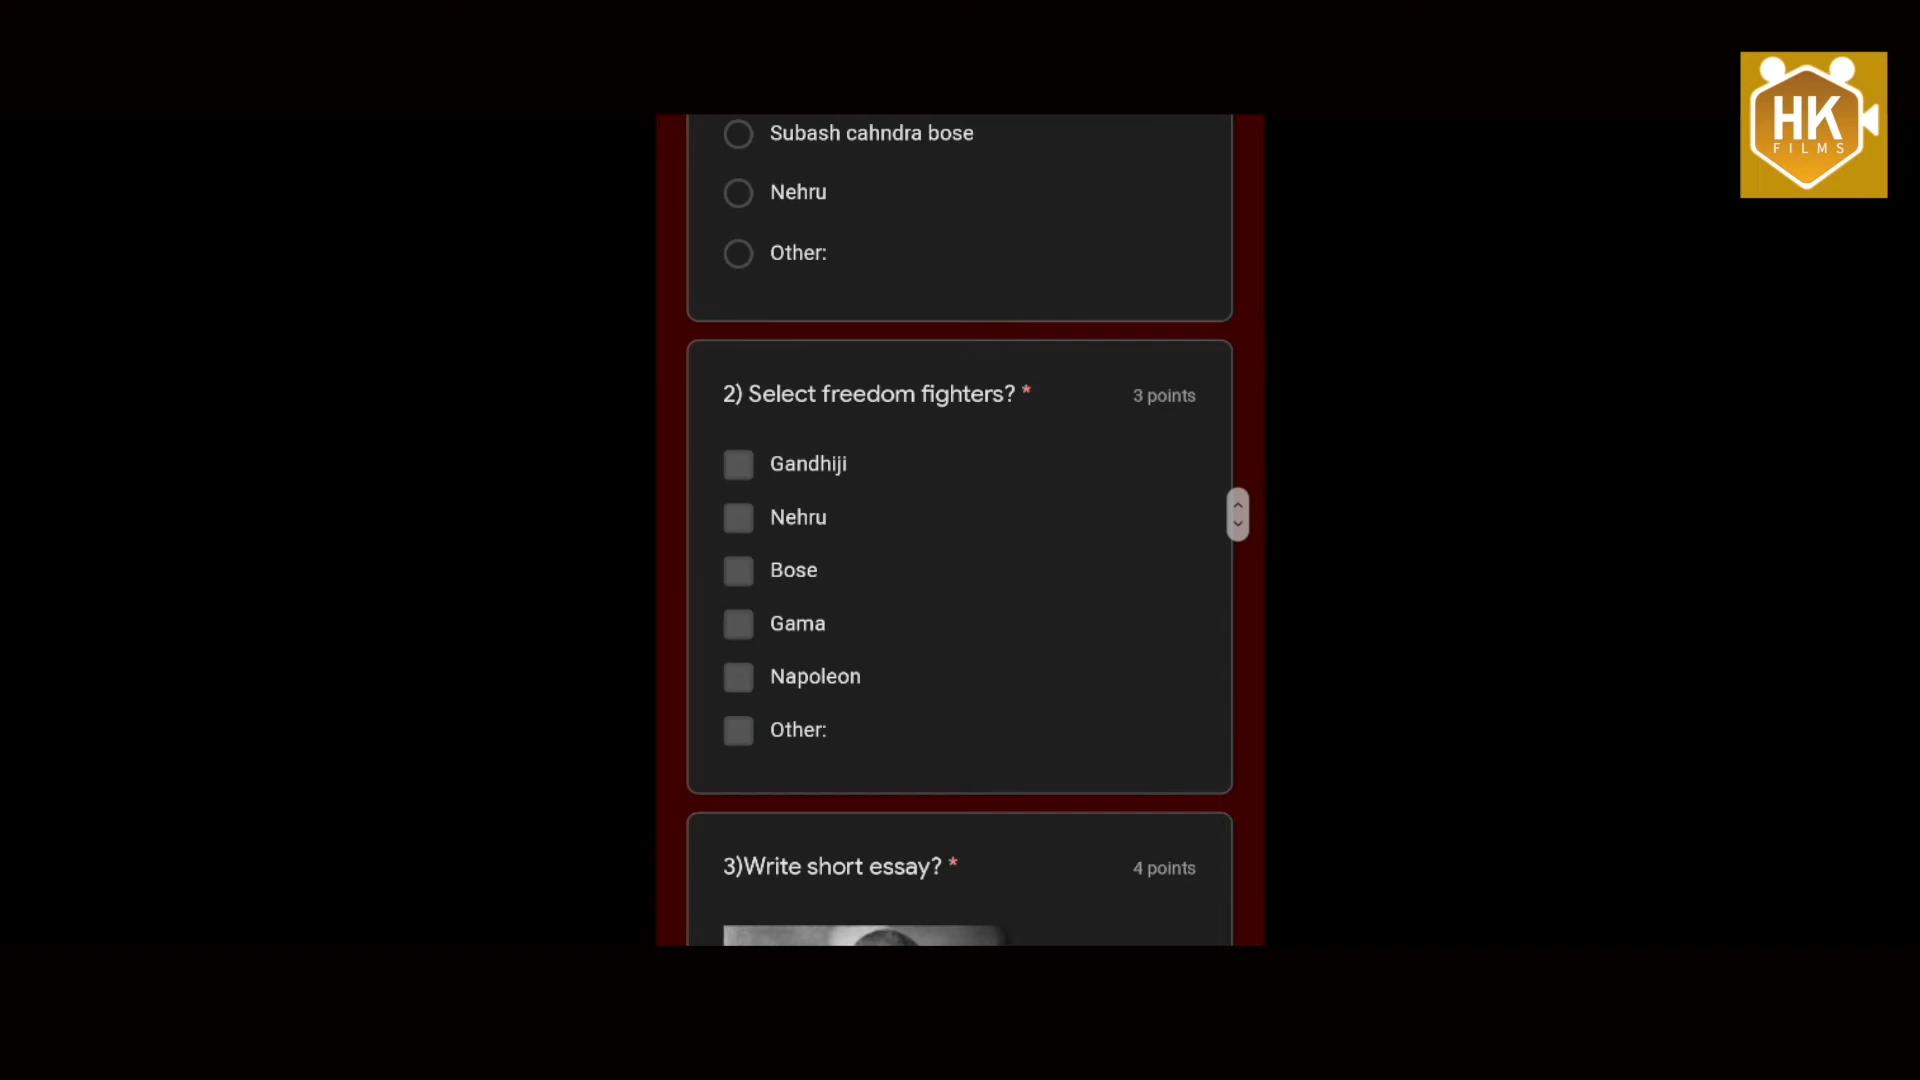 HK
FILMS
Subash cahndra bose
Nehru
Other:
2) Select freedom fighters? *
3 points
Gandhiji
Nehru
Bose
Gama
Napoleon
Other:
3)Write short essay? *
4 points